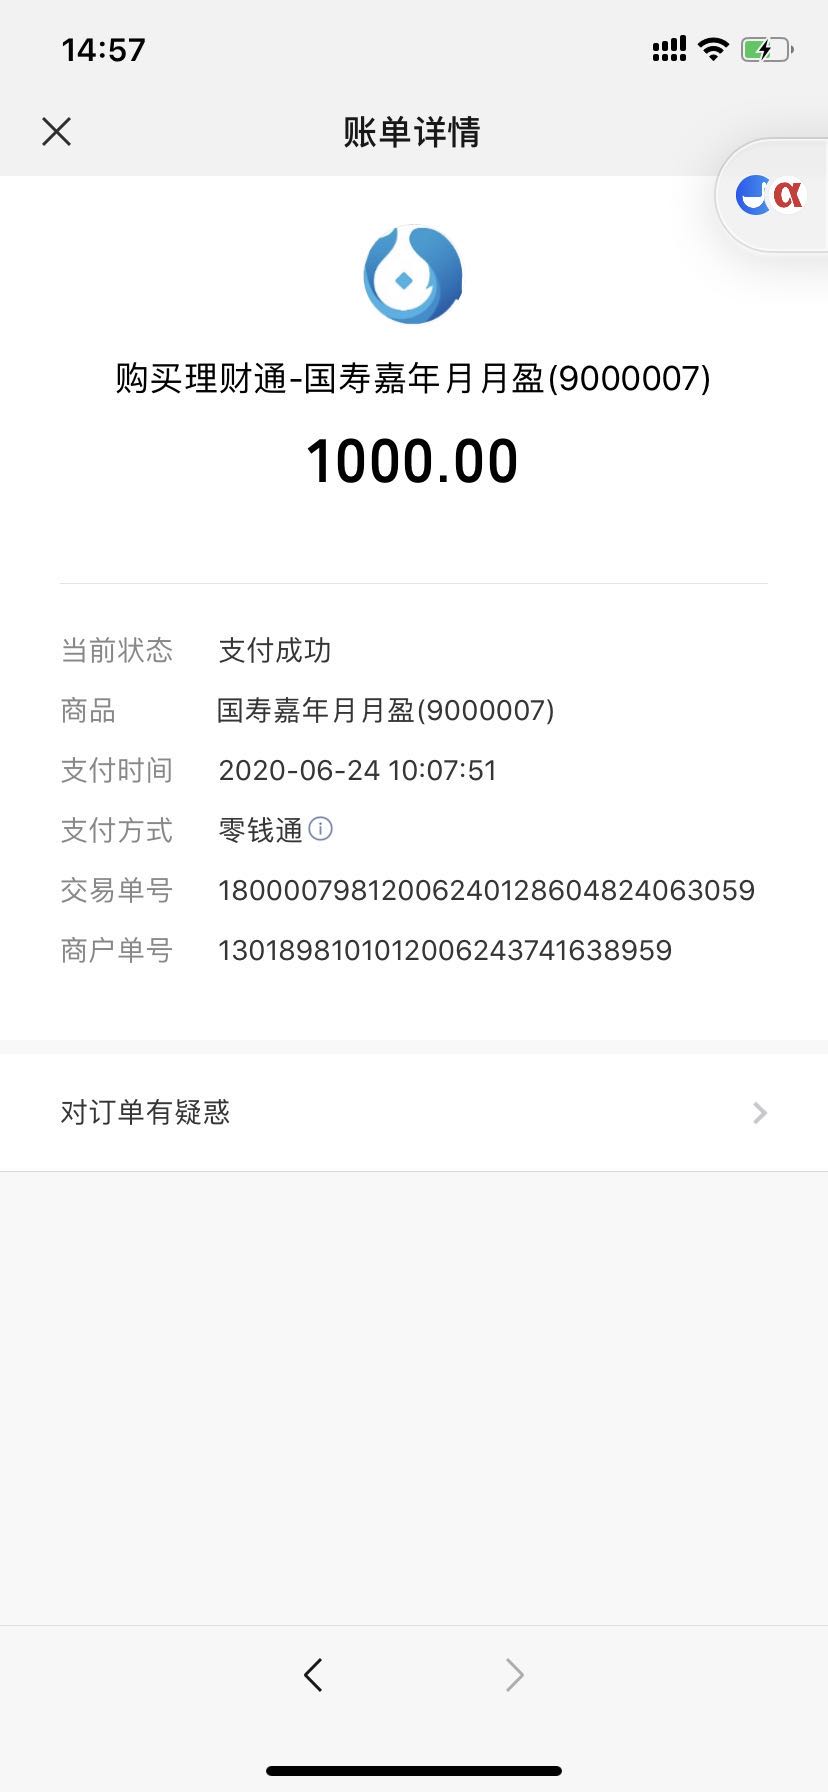 14:57
账单详情
α
购买理财通-国寿嘉年月月盈(9000007)
1000.00
当前状态 支付成功
商品 国寿嘉年月月盈(9000007)
支付时间 2020-06-24 10:07:51
支付方式 零钱通
交易单号 180000798120062401286048240630​59
商户单号 1301898101012006243741638959
对订单有疑惑